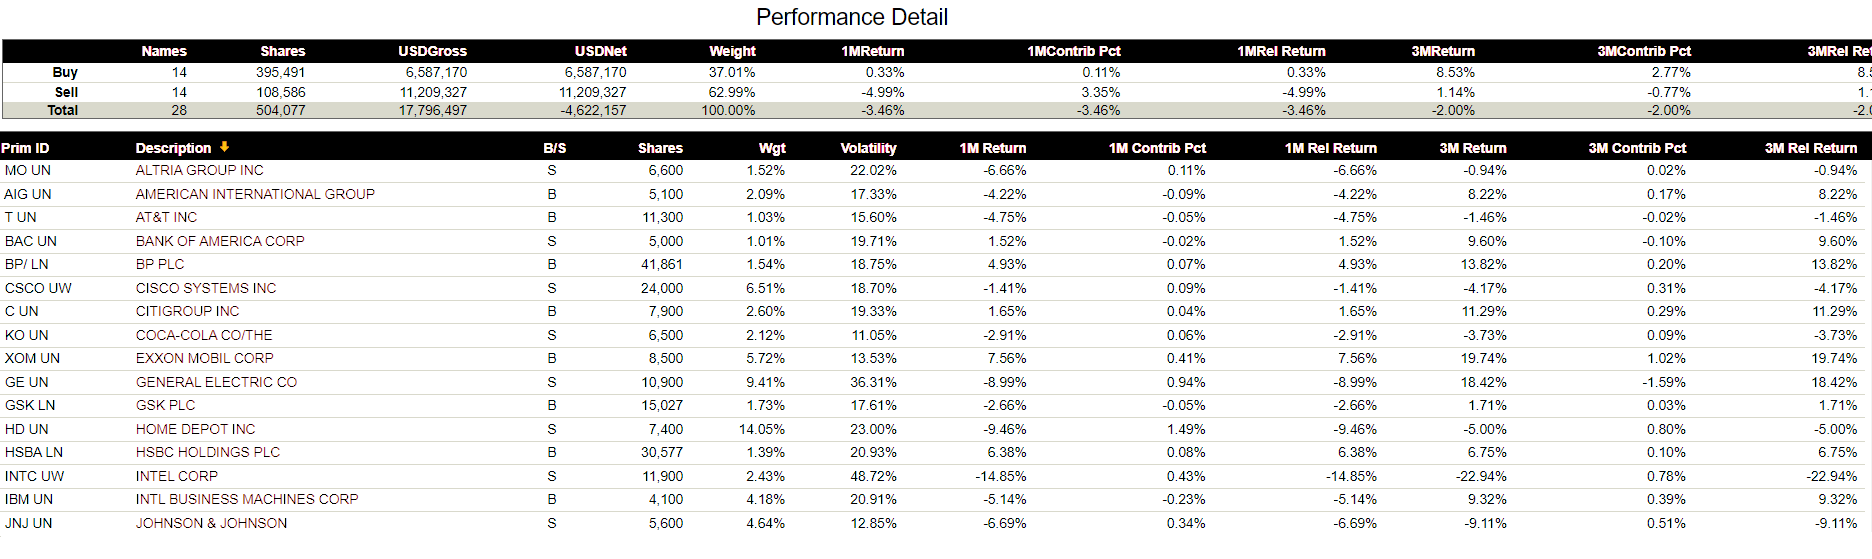 Performance Detail
Names Shares USDGross USDNet Weight 1MReturn 1MContrib Pct 1MRel Return 3MReturn 3MContrib Pct 3MRel Ret
Buy 14 395,491 6,587,170 6,587,170 37.01% 0.33% 0.11% 0.33% 8.53% 2.77% 8.5
Sell 14 108,586 11,209,327 11,209,327 62.99% -4.99% 3.35% -4.99% 1.14% -0.77% 1.1
Total 28 504,077 17,796,497 -4,622,157 100.00% -3.46% -3.46% -3.46% -2.00% -2.00% -2.0
Prim ID Description B/S Shares Wgt Volatility 1M Return 1M Contrib Pct 1M Rel Return 3M Return 3M Contrib Pct 3M Rel Return
MO UN ALTRIA GROUP INC S 6,600 1.52% 22.02% -6.66% 0.11% -6.66% -0.94% 0.02% -0.94%
AIG UN AMERICAN INTERNATIONAL GROUP B 5,100 2.09% 17.33% -4.22% -0.09% -4.22% 8.22% 0.17% 8.22%
T UN AT&T INC B 11,300 1.03% 15.60% -4.75% -0.05% -4.75% -1.46% -0.02% -1.46%
BAC UN BANK OF AMERICA CORP S 5,000 1.01% 19.71% 1.52% -0.02% 1.52% 9.60% -0.10% 9.60%
BP/ LN BP PLC B 41,861 1.54% 18.75% 4.93% 0.07% 4.93% 13.82% 0.20% 13.82%
CSCO UW CISCO SYSTEMS INC S 24,000 6.51% 18.70% -1.41% 0.09% -1.41% -4.17% 0.31% -4.17%
C UN CITIGROUP INC B 7,900 2.60% 19.33% 1.65% 0.04% 1.65% 11.29% 0.29% 11.29%
KO UN COCA-COLA CO/THE S 6,500 2.12% 11.05% -2.91% 0.06% -2.91% -3.73% 0.09% -3.73%
XOM UN EXXON MOBIL CORP B 8,500 5.72% 13.53% 7.56% 0.41% 7.56% 19.74% 1.02% 19.74%
GE UN GENERAL ELECTRIC CO S 10,900 9.41% 36.31% -8.99% 0.94% -8.99% 18.42% -1.59% 18.42%
GSK LN GSK PLC B 15,027 1.73% 17.61% -2.66% -0.05% -2.66% 1.71% 0.03% 1.71%
HD UN HOME DEPOT INC S 7,400 14.05% 23.00% -9.46% 1.49% -9.46% -5.00% 0.80% -5.00%
HSBA LN HSBC HOLDINGS PLC B 30,577 1.39% 20.93% 6.38% 0.08% 6.38% 6.75% 0.10% 6.75%
INTC UW INTEL CORP S 11,900 2.43% 48.72% -14.85% 0.43% -14.85% -22.94% 0.78% -22.94%
IBM UN INTL BUSINESS MACHINES CORP B 4,100 4.18% 20.91% -5.14% -0.23% -5.14% 9.32% 0.39% 9.32%
JNJ UN JOHNSON & JOHNSON S 5,600 4.64% 12.85% -6.69% 0.34% -6.69% -9.11% 0.51% -9.11%